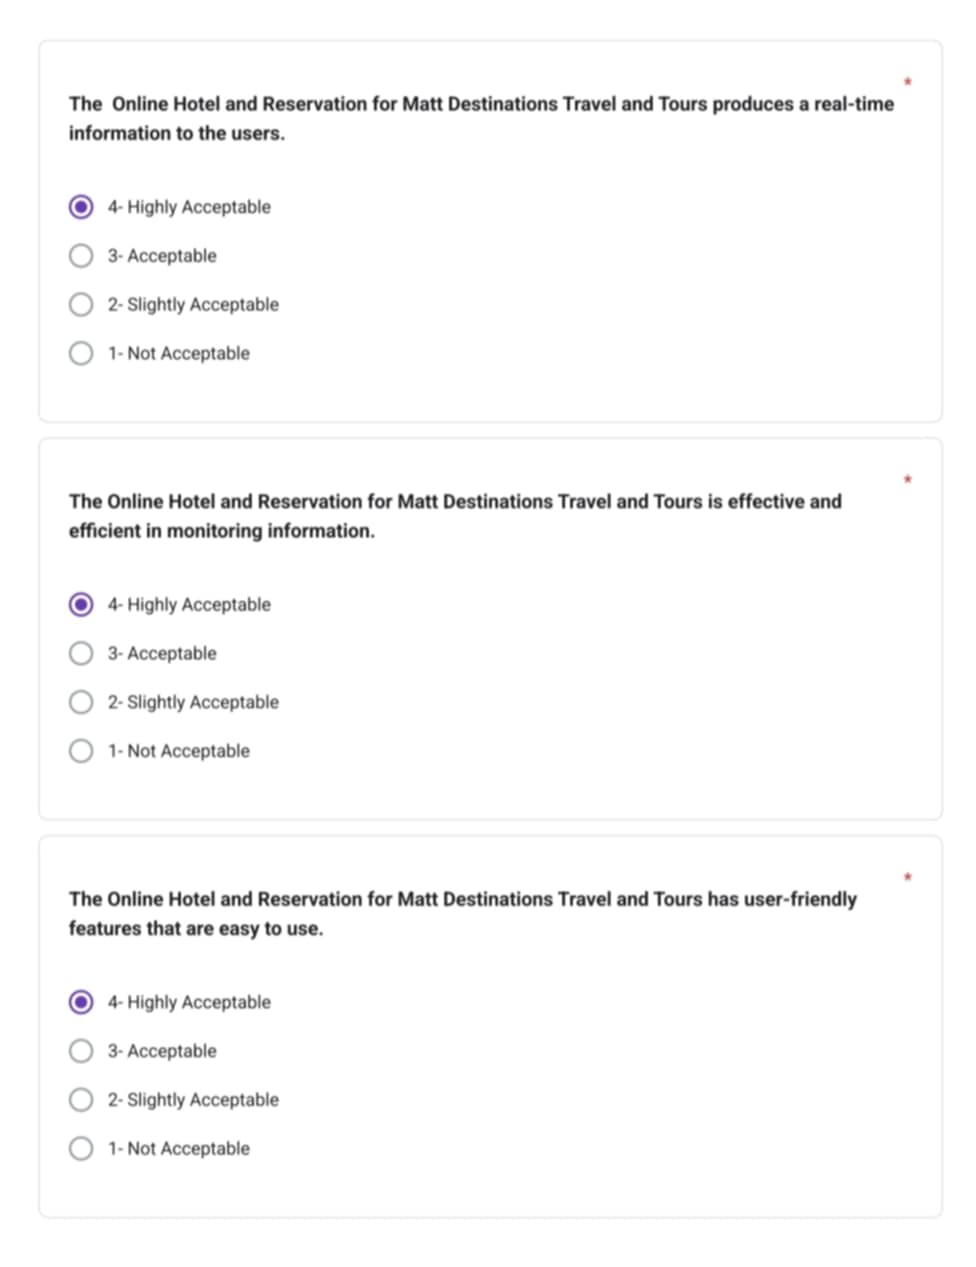 *
The  Online Hotel and Reservation for Matt Destinations Travel and Tours produces a real-time
information to the users.
4- Highly Acceptable
3- Acceptable
2- Slightly Acceptable
1- Not Acceptable
*
The Online Hotel and Reservation for Matt Destinations Travel and Tours is effective and
efficient in monitoring information.
4- Highly Acceptable
3- Acceptable
2- Slightly Acceptable
1- Not Acceptable
*
The Online Hotel and Reservation for Matt Destinations Travel and Tours has user-friendly
features that are easy to use.
4- Highly Acceptable
3- Acceptable
2- Slightly Acceptable
1- Not Acceptable